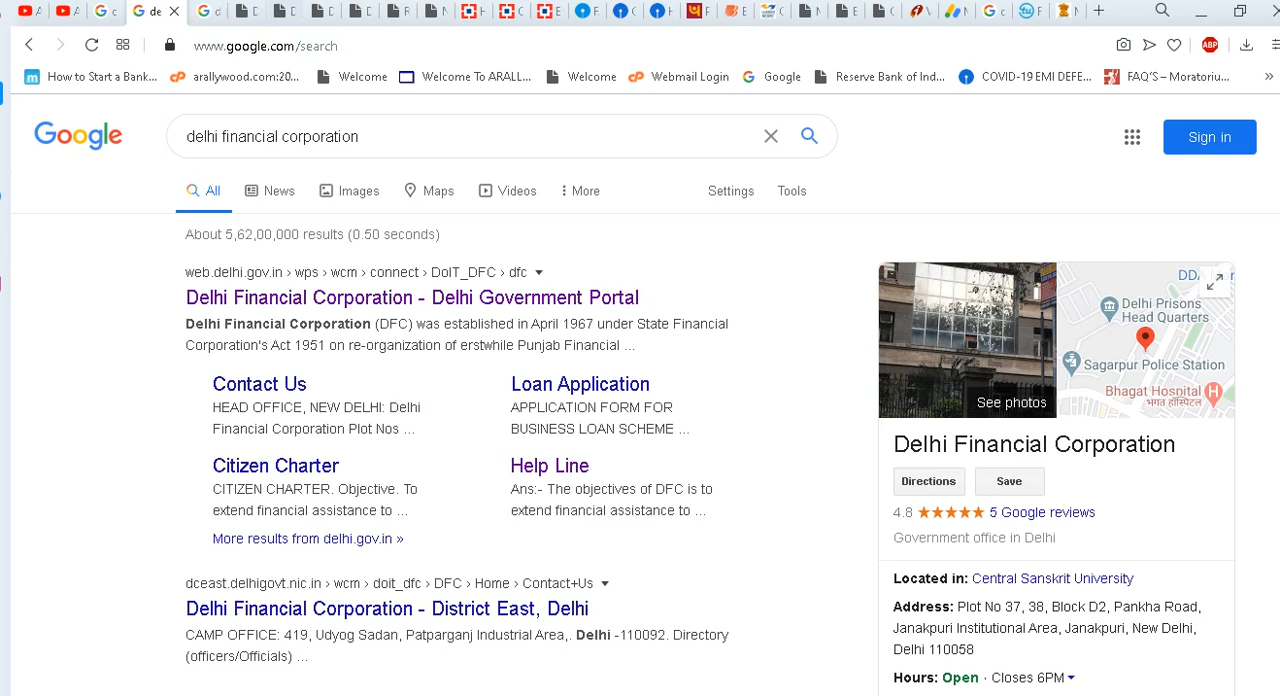 de
www.google.com/search
ABP
How to Start a Bank...
arallywood.com:20...
Welcome
Welcome To ARALL...
Welcome
Webmail Login
Google
Reserve Bank of Ind...
COVID-19 EMI DEFE...
FAQ'S – Moratoriu...
»
Google
delhi financial corporation
Sign in
All
News
Images
Maps
Videos
More
Settings
Tools
About 5,62,00,000 results (0.50 seconds)
web.delhi.gov.in › wps › wcm › connect › DoIT_DFC › dfc
Delhi Financial Corporation - Delhi Government Portal
Delhi Financial Corporation (DFC) was established in April 1967 under State Financial
Corporation's Act 1951 on re-organization of erstwhile Punjab Financial ...
Contact Us
HEAD OFFICE, NEW DELHI: Delhi
Financial Corporation Plot Nos ...
Loan Application
APPLICATION FORM FOR
BUSINESS LOAN SCHEME ...
Citizen Charter
CITIZEN CHARTER. Objective. To
extend financial assistance to ...
Help Line
Ans:- The objectives of DFC is to
extend financial assistance to ...
More results from delhi.gov.in »
dceast.delhigovt.nic.in › wcm › doit_dfc › DFC › Home › Contact+Us
Delhi Financial Corporation - District East, Delhi
CAMP OFFICE: 419, Udyog Sadan, Patparganj Industrial Area,. Delhi -110092. Directory
(officers/Officials) ...
See photos
Delhi Prisons
Head Quarters
Sagarpur Police Station
Bhagat Hospital
भगत हॉस्पिटल
Delhi Financial Corporation
Directions
Save
4.8 ★★★★★ 5 Google reviews
Government office in Delhi
Located in: Central Sanskrit University
Address: Plot No 37, 38, Block D2, Pankha Road,
Janakpuri Institutional Area, Janakpuri, New Delhi,
Delhi 110058
Hours: Open · Closes 6PM